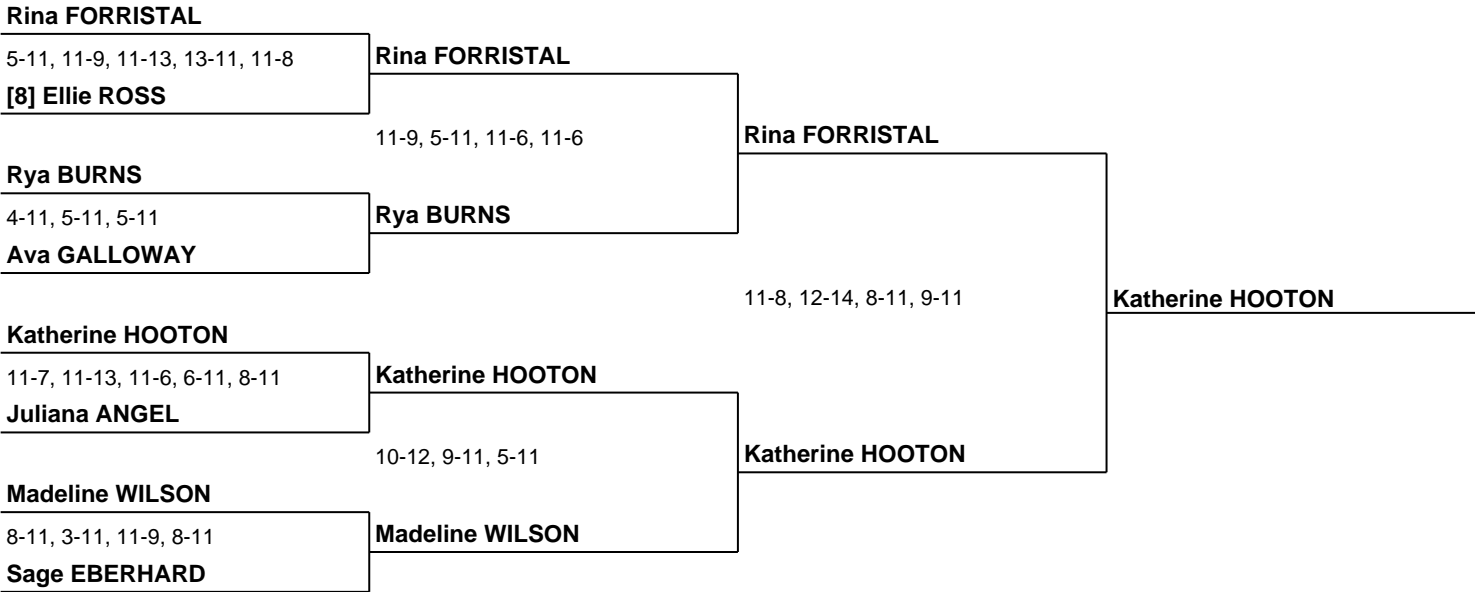 Rina FORRISTAL
5-11, 11-9, 11-13, 13-11, 11-8
[8] Ellie ROSS
Rina FORRISTAL
11-9, 5-11, 11-6, 11-6
Rina FORRISTAL
Rya BURNS
4-11, 5-11, 5-11
Ava GALLOWAY
Rya BURNS
11-8, 12-14, 8-11, 9-11
Katherine HOOTON
Katherine HOOTON
11-7, 11-13, 11-6, 6-11, 8-11
Juliana ANGEL
Katherine HOOTON
10-12, 9-11, 5-11
Katherine HOOTON
Madeline WILSON
8-11, 3-11, 11-9, 8-11
Sage EBERHARD
Madeline WILSON